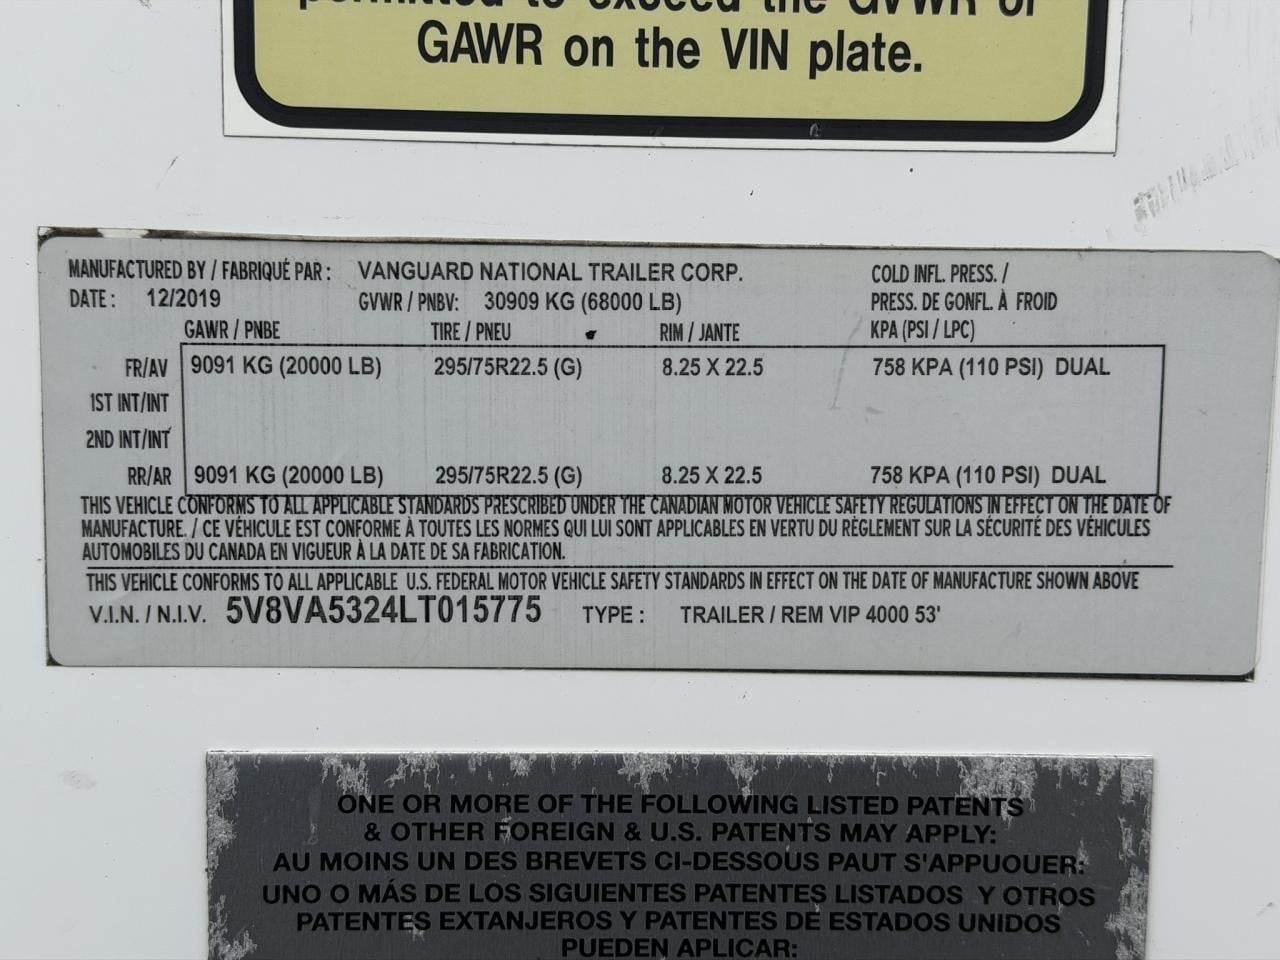 permitted to exceed the GVWR or
GAWR on the VIN plate.
MANUFACTURED BY / FABRIQUÉ PAR : VANGUARD NATIONAL TRAILER CORP. COLD INFL. PRESS. /
DATE : 12/2019 GVWR / PNBV: 30909 KG (68000 LB) PRESS. DE GONFL. À FROID
GAWR / PNBE TIRE / PNEU RIM / JANTE KPA (PSI / LPC)
FR/AV 9091 KG (20000 LB) 295/75R22.5 (G) 8.25 X 22.5 758 KPA (110 PSI) DUAL
1ST INT/INT
2ND INT/INT
RR/AR 9091 KG (20000 LB) 295/75R22.5 (G) 8.25 X 22.5 758 KPA (110 PSI) DUAL
THIS VEHICLE CONFORMS TO ALL APPLICABLE STANDARDS PRESCRIBED UNDER THE CANADIAN MOTOR VEHICLE SAFETY REGULATIONS IN EFFECT ON THE DATE OF
MANUFACTURE. / CE VÉHICULE EST CONFORME À TOUTES LES NORMES QUI LUI SONT APPLICABLES EN VERTU DU RÈGLEMENT SUR LA SÉCURITÉ DES VÉHICULES
AUTOMOBILES DU CANADA EN VIGUEUR À LA DATE DE SA FABRICATION.
THIS VEHICLE CONFORMS TO ALL APPLICABLE U.S. FEDERAL MOTOR VEHICLE SAFETY STANDARDS IN EFFECT ON THE DATE OF MANUFACTURE SHOWN ABOVE
V.I.N. / N.I.V. 5V8VA5324LT015775 TYPE : TRAILER / REM VIP 4000 53'
ONE OR MORE OF THE FOLLOWING LISTED PATENTS
& OTHER FOREIGN & U.S. PATENTS MAY APPLY:
AU MOINS UN DES BREVETS CI-DESSOUS PAUT S'APPUOUER:
UNO O MÁS DE LOS SIGUIENTES PATENTES LISTADOS Y OTROS
PATENTES EXTANJEROS Y PATENTES DE ESTADOS UNIDOS
PUEDEN APLICAR: